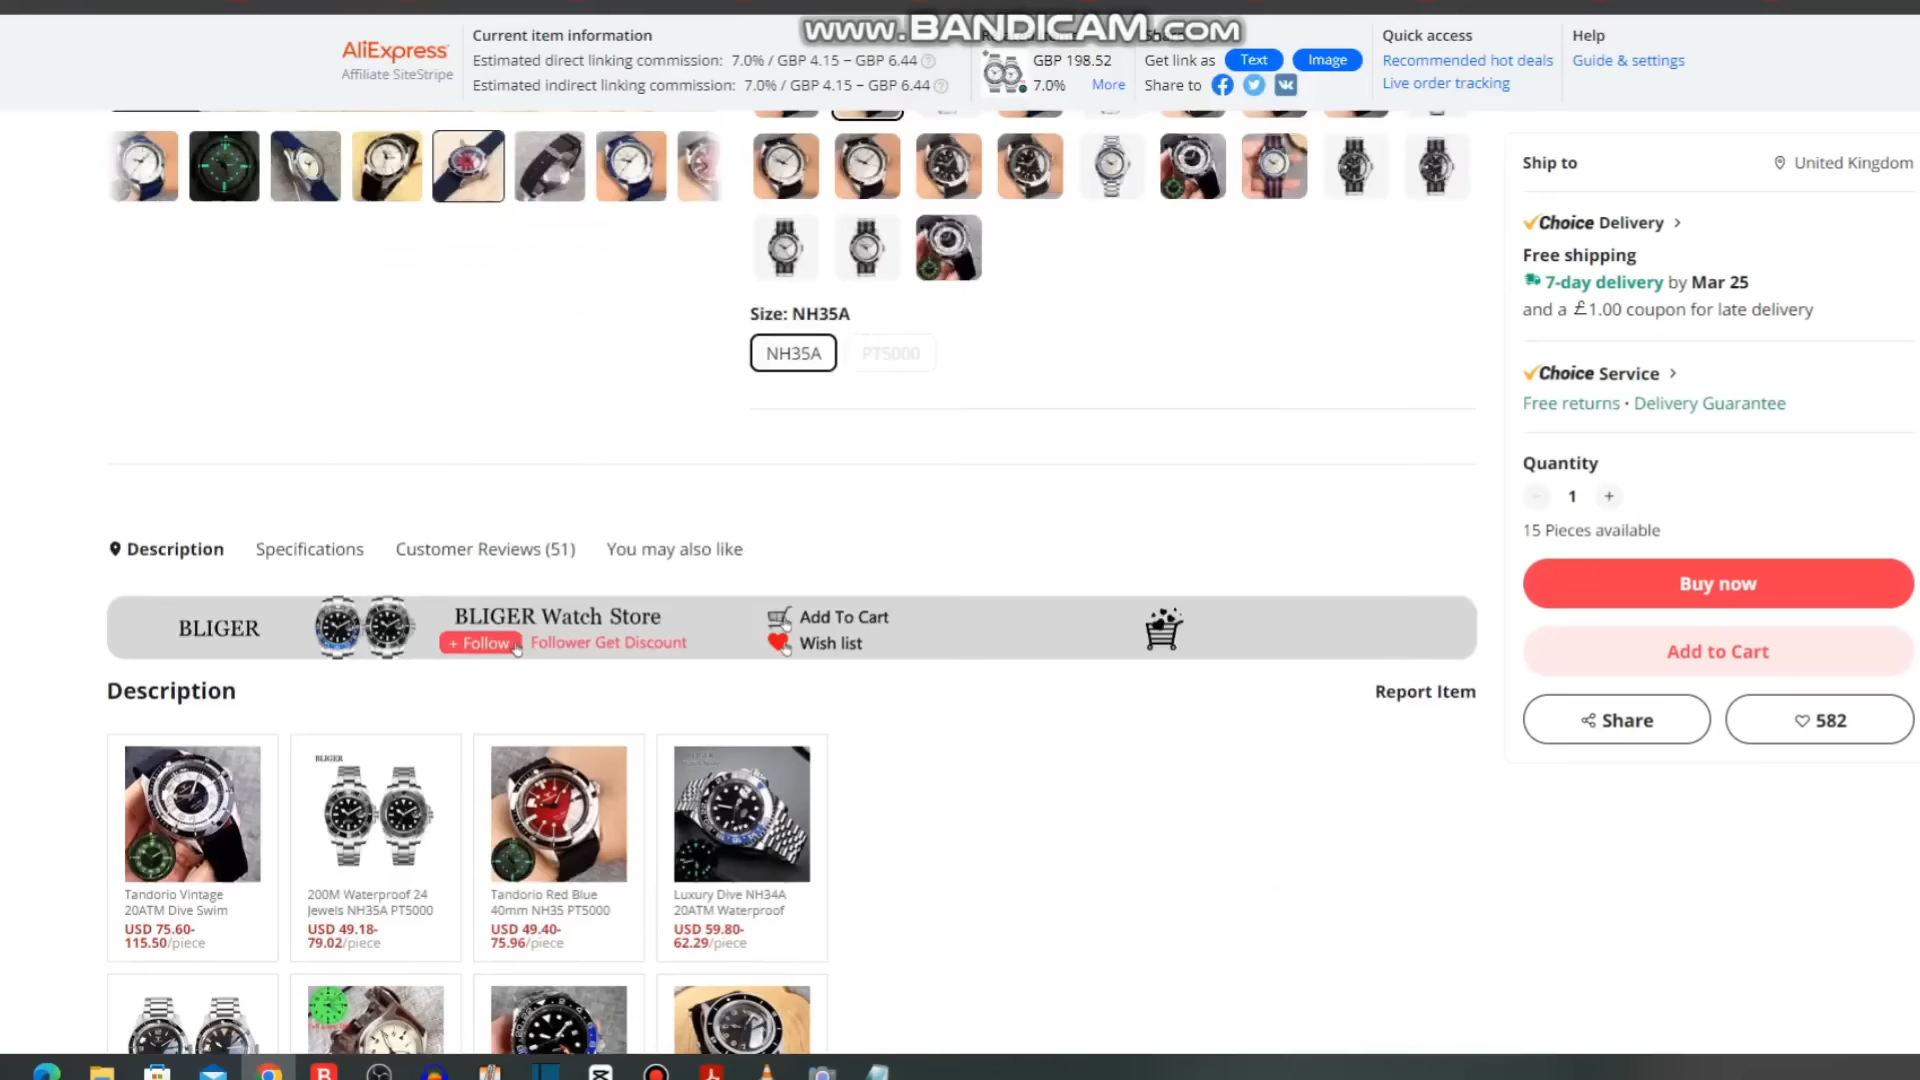 www.BANDICAM.com
AliExpress
Affiliate SiteStripe
Current item information
Estimated direct linking commission: 7.0% / GBP 4.15 – GBP 6.44
Estimated indirect linking commission: 7.0% / GBP 4.15 – GBP 6.44
GBP 198.52
7.0% More
Share
Get link as Text Image
Share to
Quick access
Recommended hot deals
Live order tracking
Help
Guide & settings
Size: NH35A
NH35A PT5000
Ship to United Kingdom
Choice Delivery >
Free shipping
7-day delivery by Mar 25
and a £1.00 coupon for late delivery
Choice Service >
Free returns · Delivery Guarantee
Quantity
- 1 +
15 Pieces available
Buy now
Add to Cart
Share 582
Description Specifications Customer Reviews (51) You may also like
BLIGER
BLIGER Watch Store
+ Follow Follower Get Discount
Add To Cart
Wish list
Description Report Item
BLIGER
Tandorio Vintage
20ATM Dive Swim
USD 75.60-
115.50/piece
200M Waterproof 24
Jewels NH35A PT5000
USD 49.18-
79.02/piece
Tandorio Red Blue
40mm NH35 PT5000
USD 49.40-
75.96/piece
Luxury Dive NH34A
20ATM Waterproof
USD 59.80-
62.29/piece